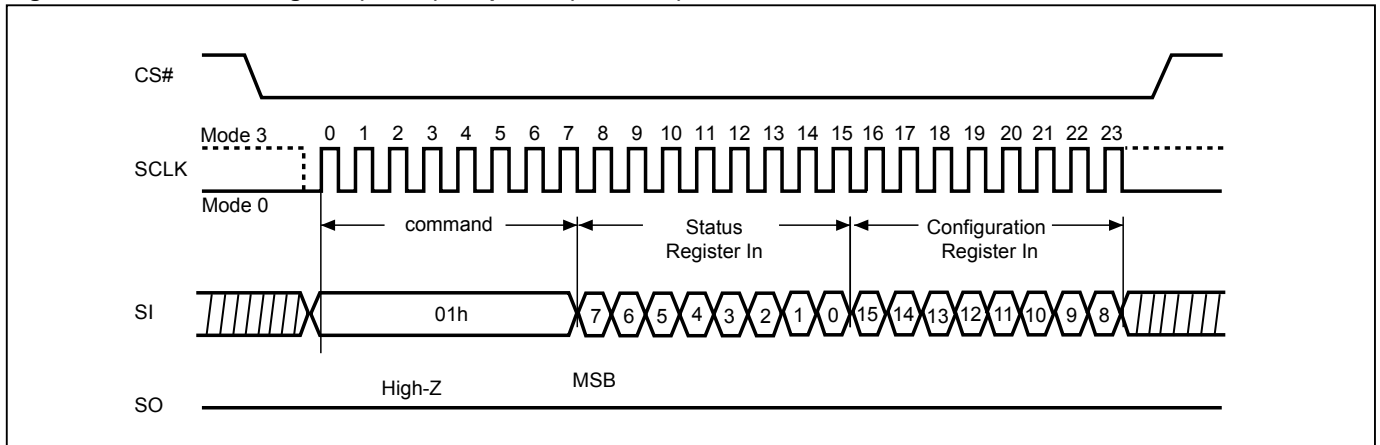 CS#
Mode 3
0 1 2 3 4 5 6 7 8 9 10 11 12 13 14 15 16 17 18 19 20 21 22 23
SCLK
Mode 0
command
Status
Register In
Configuration
Register In
SI
01h
7 6 5 4 3 2 1 0 15 14 13 12 11 10 9 8
High-Z
MSB
SO